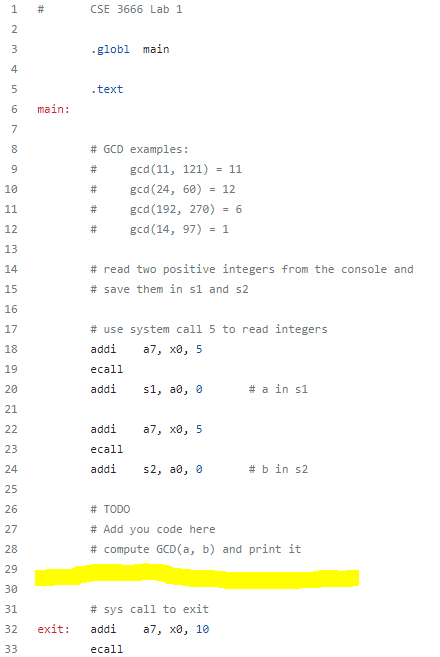 1 # CSE 3666 Lab 1
2
3 .globl main
4
5 .text
6 main:
7
8 # GCD examples:
9 # gcd(11, 121) = 11
10 # gcd(24, 60) = 12
11 # gcd(192, 270) = 6
12 # gcd(14, 97) = 1
13
14 # read two positive integers from the console and
15 # save them in s1 and s2
16
17 # use system call 5 to read integers
18 addi a7, x0, 5
19 ecall
20 addi s1, a0, 0 # a in s1
21
22 addi a7, x0, 5
23 ecall
24 addi s2, a0, 0 # b in s2
25
26 # TODO
27 # Add you code here
28 # compute GCD(a, b) and print it
29
30
31 # sys call to exit
32 exit: addi a7, x0, 10
33 ecall